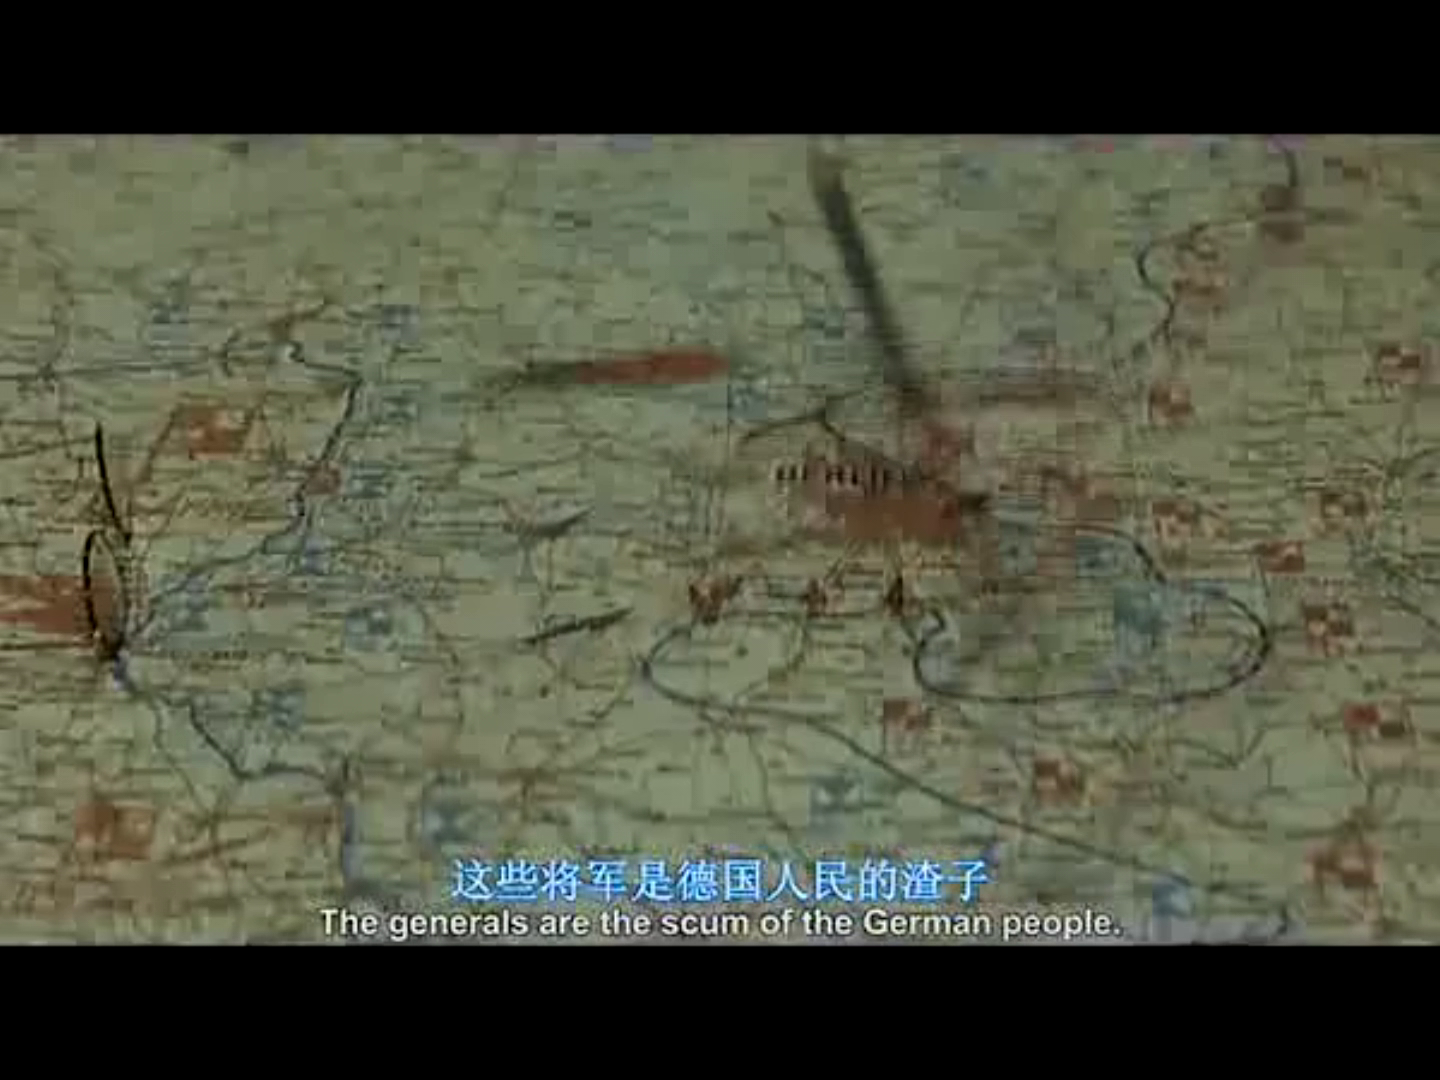 这些将军是德国人民的渣子
The generals are the scum of the German people.